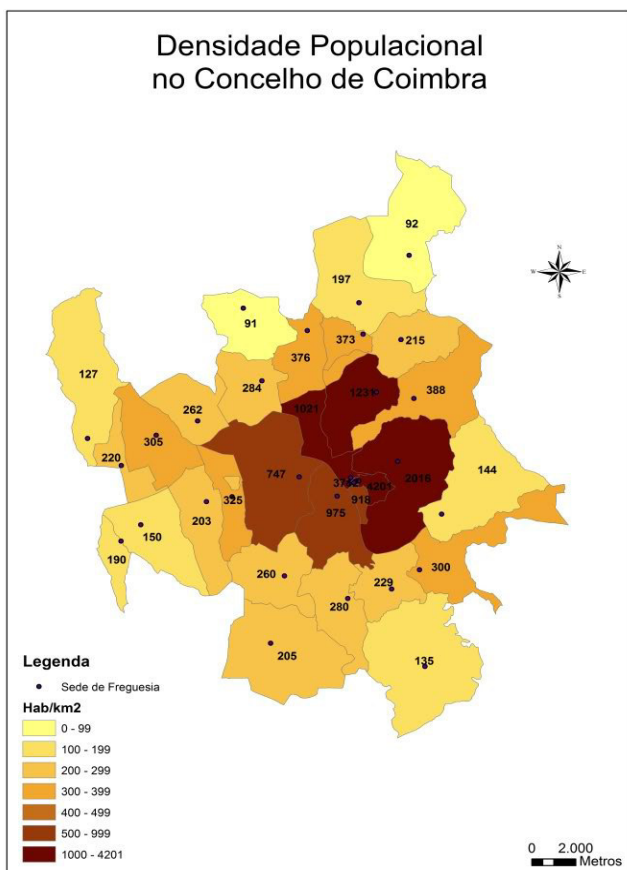 Densidade Populacional
no Concelho de Coimbra
92
N
W E
S
197
91
373
215
376
127
284
1231
388
262
1021
305
220
747
2016
144
4201
325
918
203
975
150
190
300
260
229
280
205
135
Legenda
Sede de Freguesia
Hab/km2
0 - 99
100 - 199
200 - 299
300 - 399
400 - 499
500 - 999
1000 - 4201
0 2.000
Metros